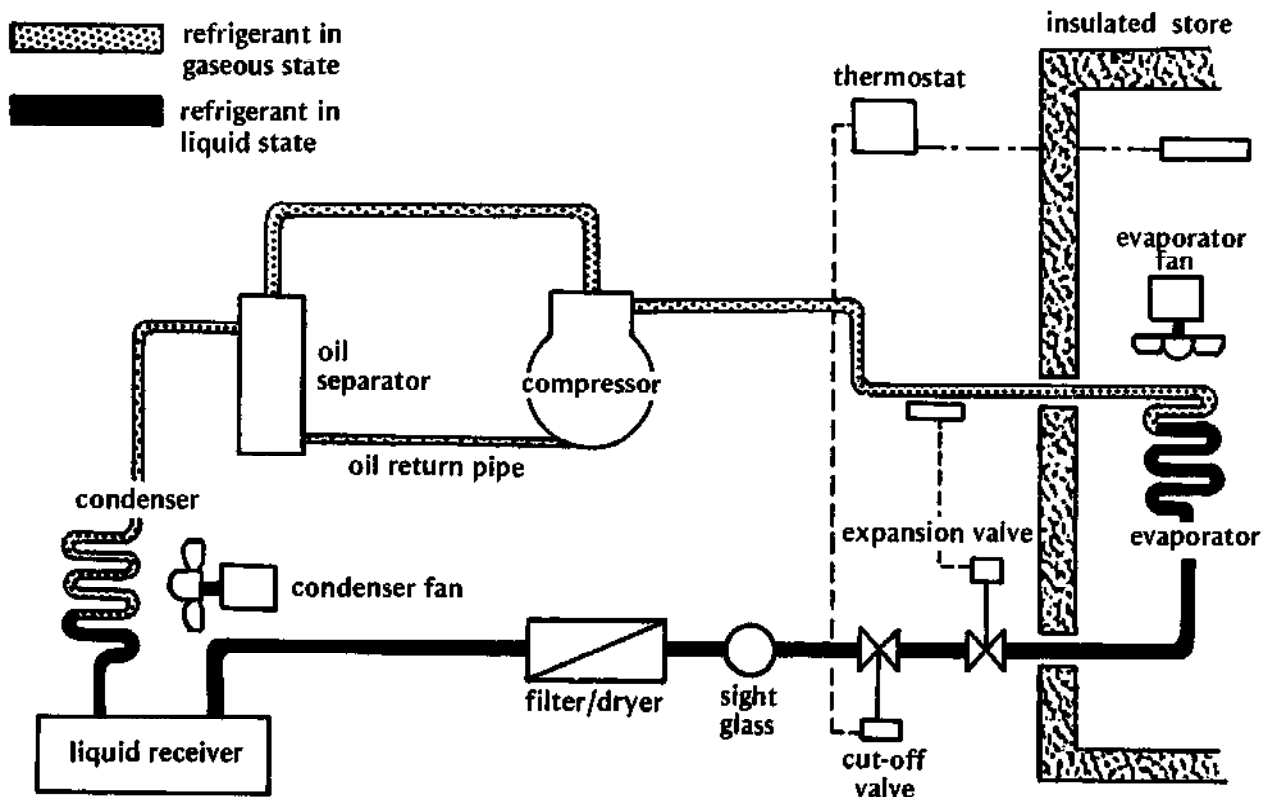 refrigerant in
gaseous state
refrigerant in
liquid state
insulated store
thermostat
evaporator
fan
oil
separator
compressor
oil return pipe
condenser
expansion valve
evaporator
condenser fan
filter/dryer
sight
glass
liquid receiver
cut-off
valve